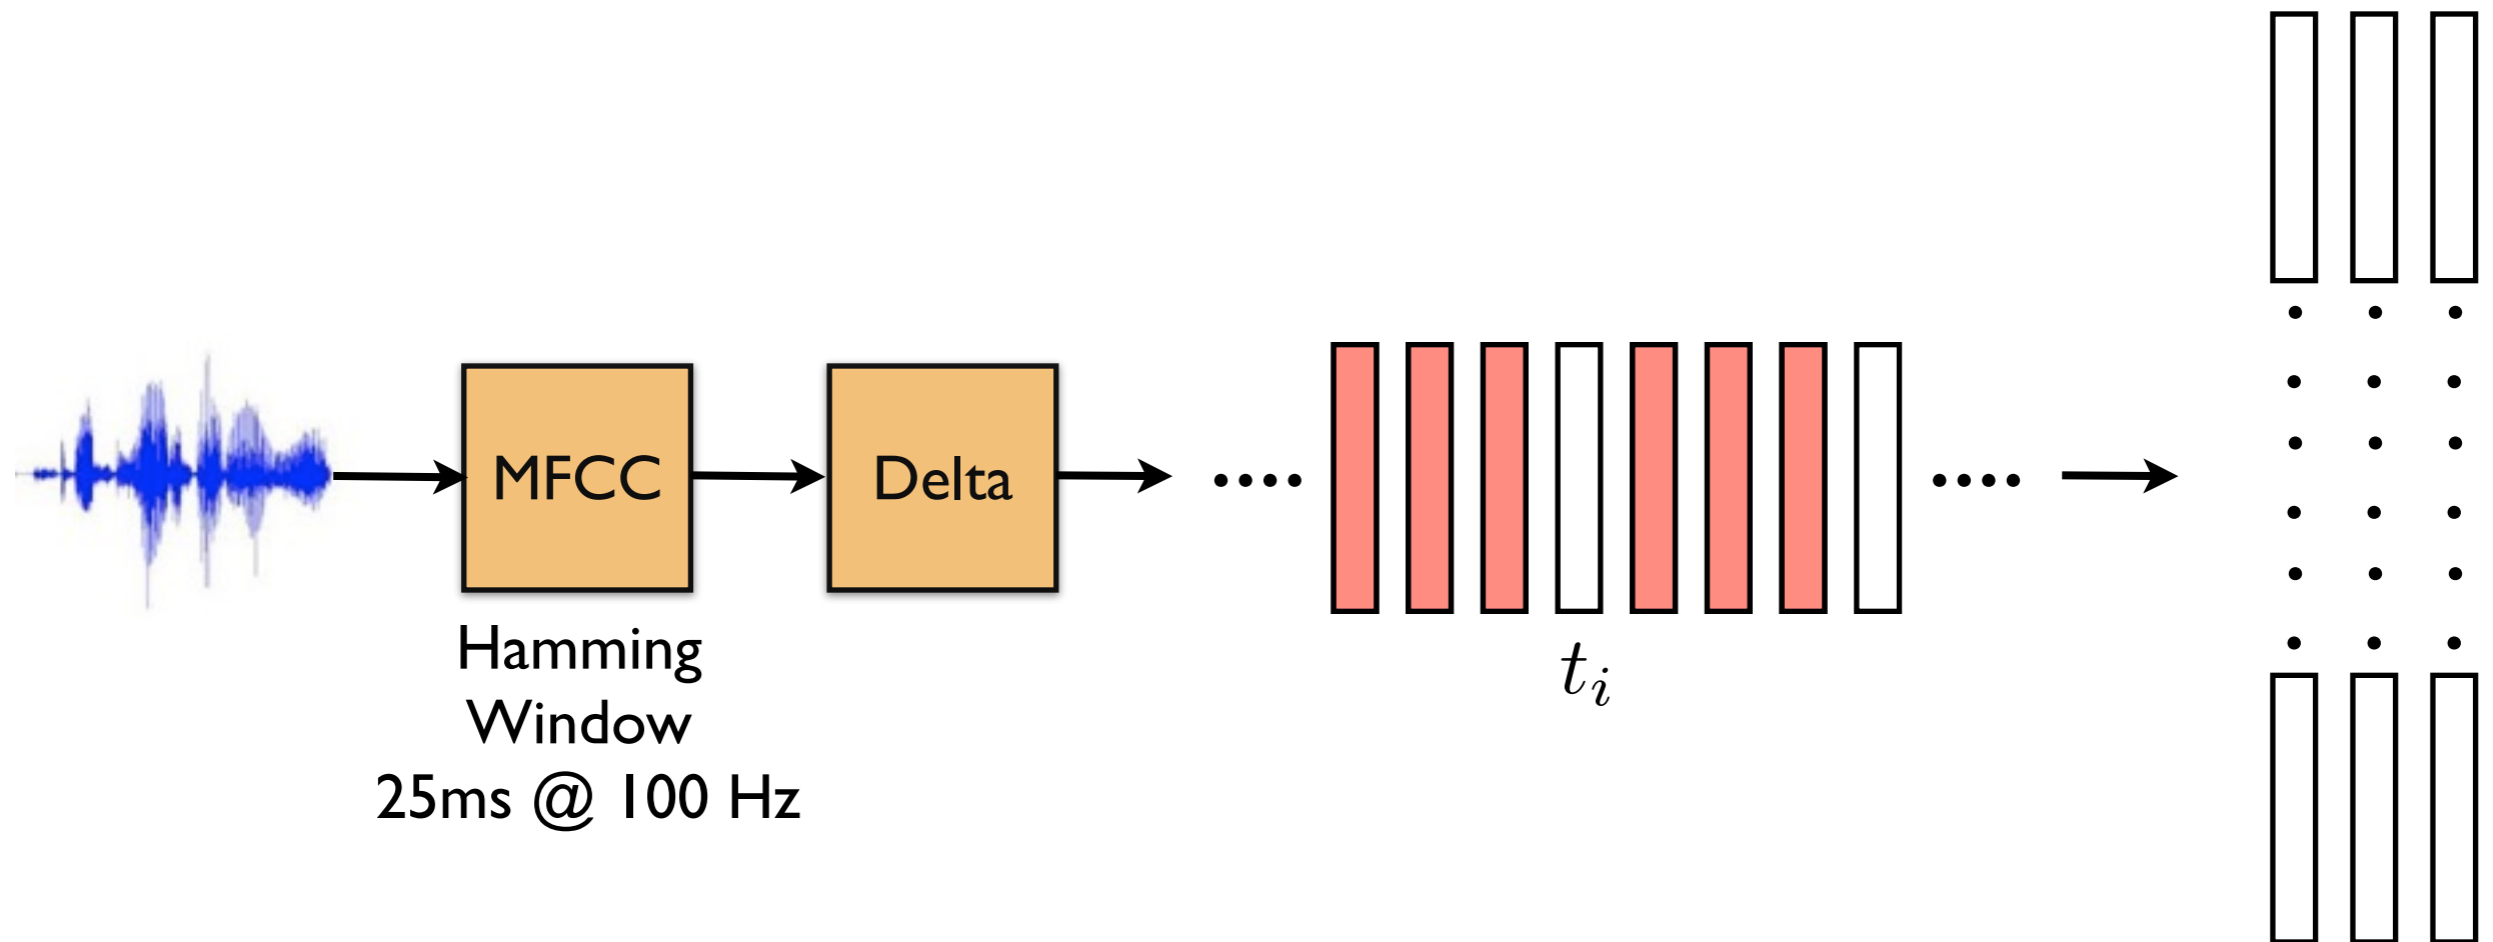 MFCC
Delta
Hamming
Window
25ms @ 100 Hz
....
....
t_i